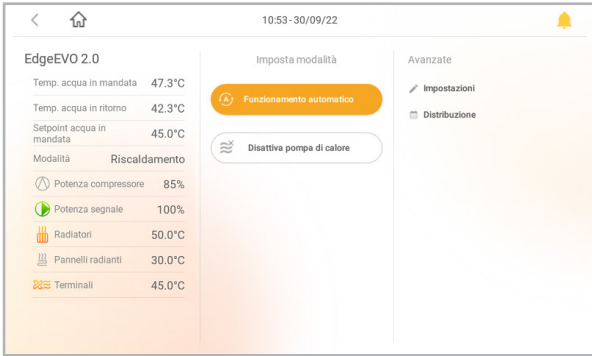 10:53-30/09/22
EdgeEVO 2.0
Temp. acqua in mandata 47.3°C
Temp. acqua in ritorno 42.3°C
Setpoint acqua in
mandata 45.0°C
Modalità Riscaldamento
Potenza compressore 85%
Potenza segnale 100%
Radiatori 50.0°C
Pannelli radianti 30.0°C
Terminali 45.0°C
Imposta modalità
A Funzionamento automatico
Disattiva pompa di calore
Avanzate
Impostazioni
Distribuzione